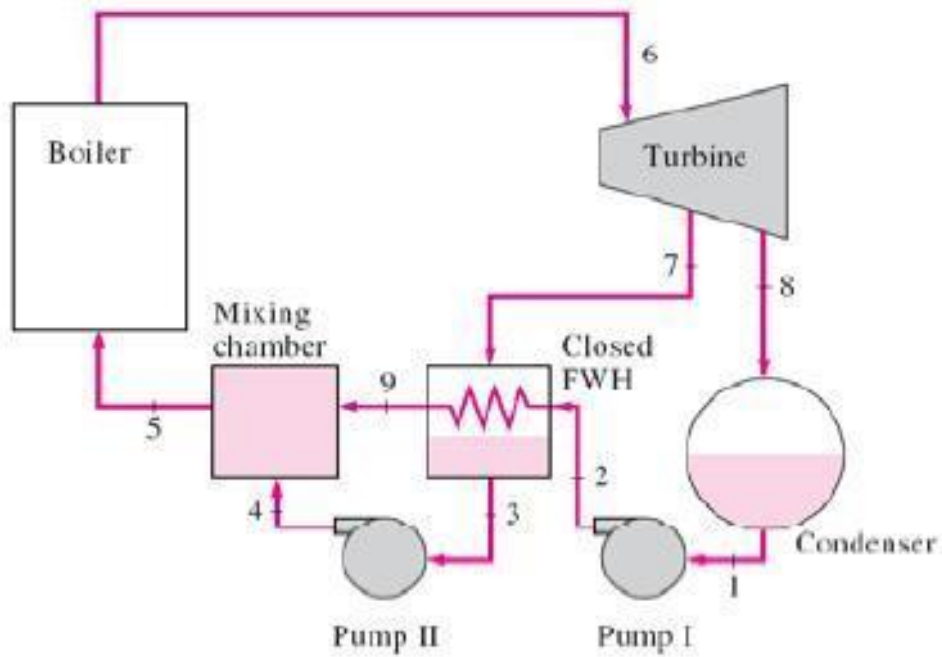 6
Boiler
Turbine
7
8
Mixing
chamber
Closed
FWH
9
5
2
4
3
Condenser
1
Pump II
Pump I